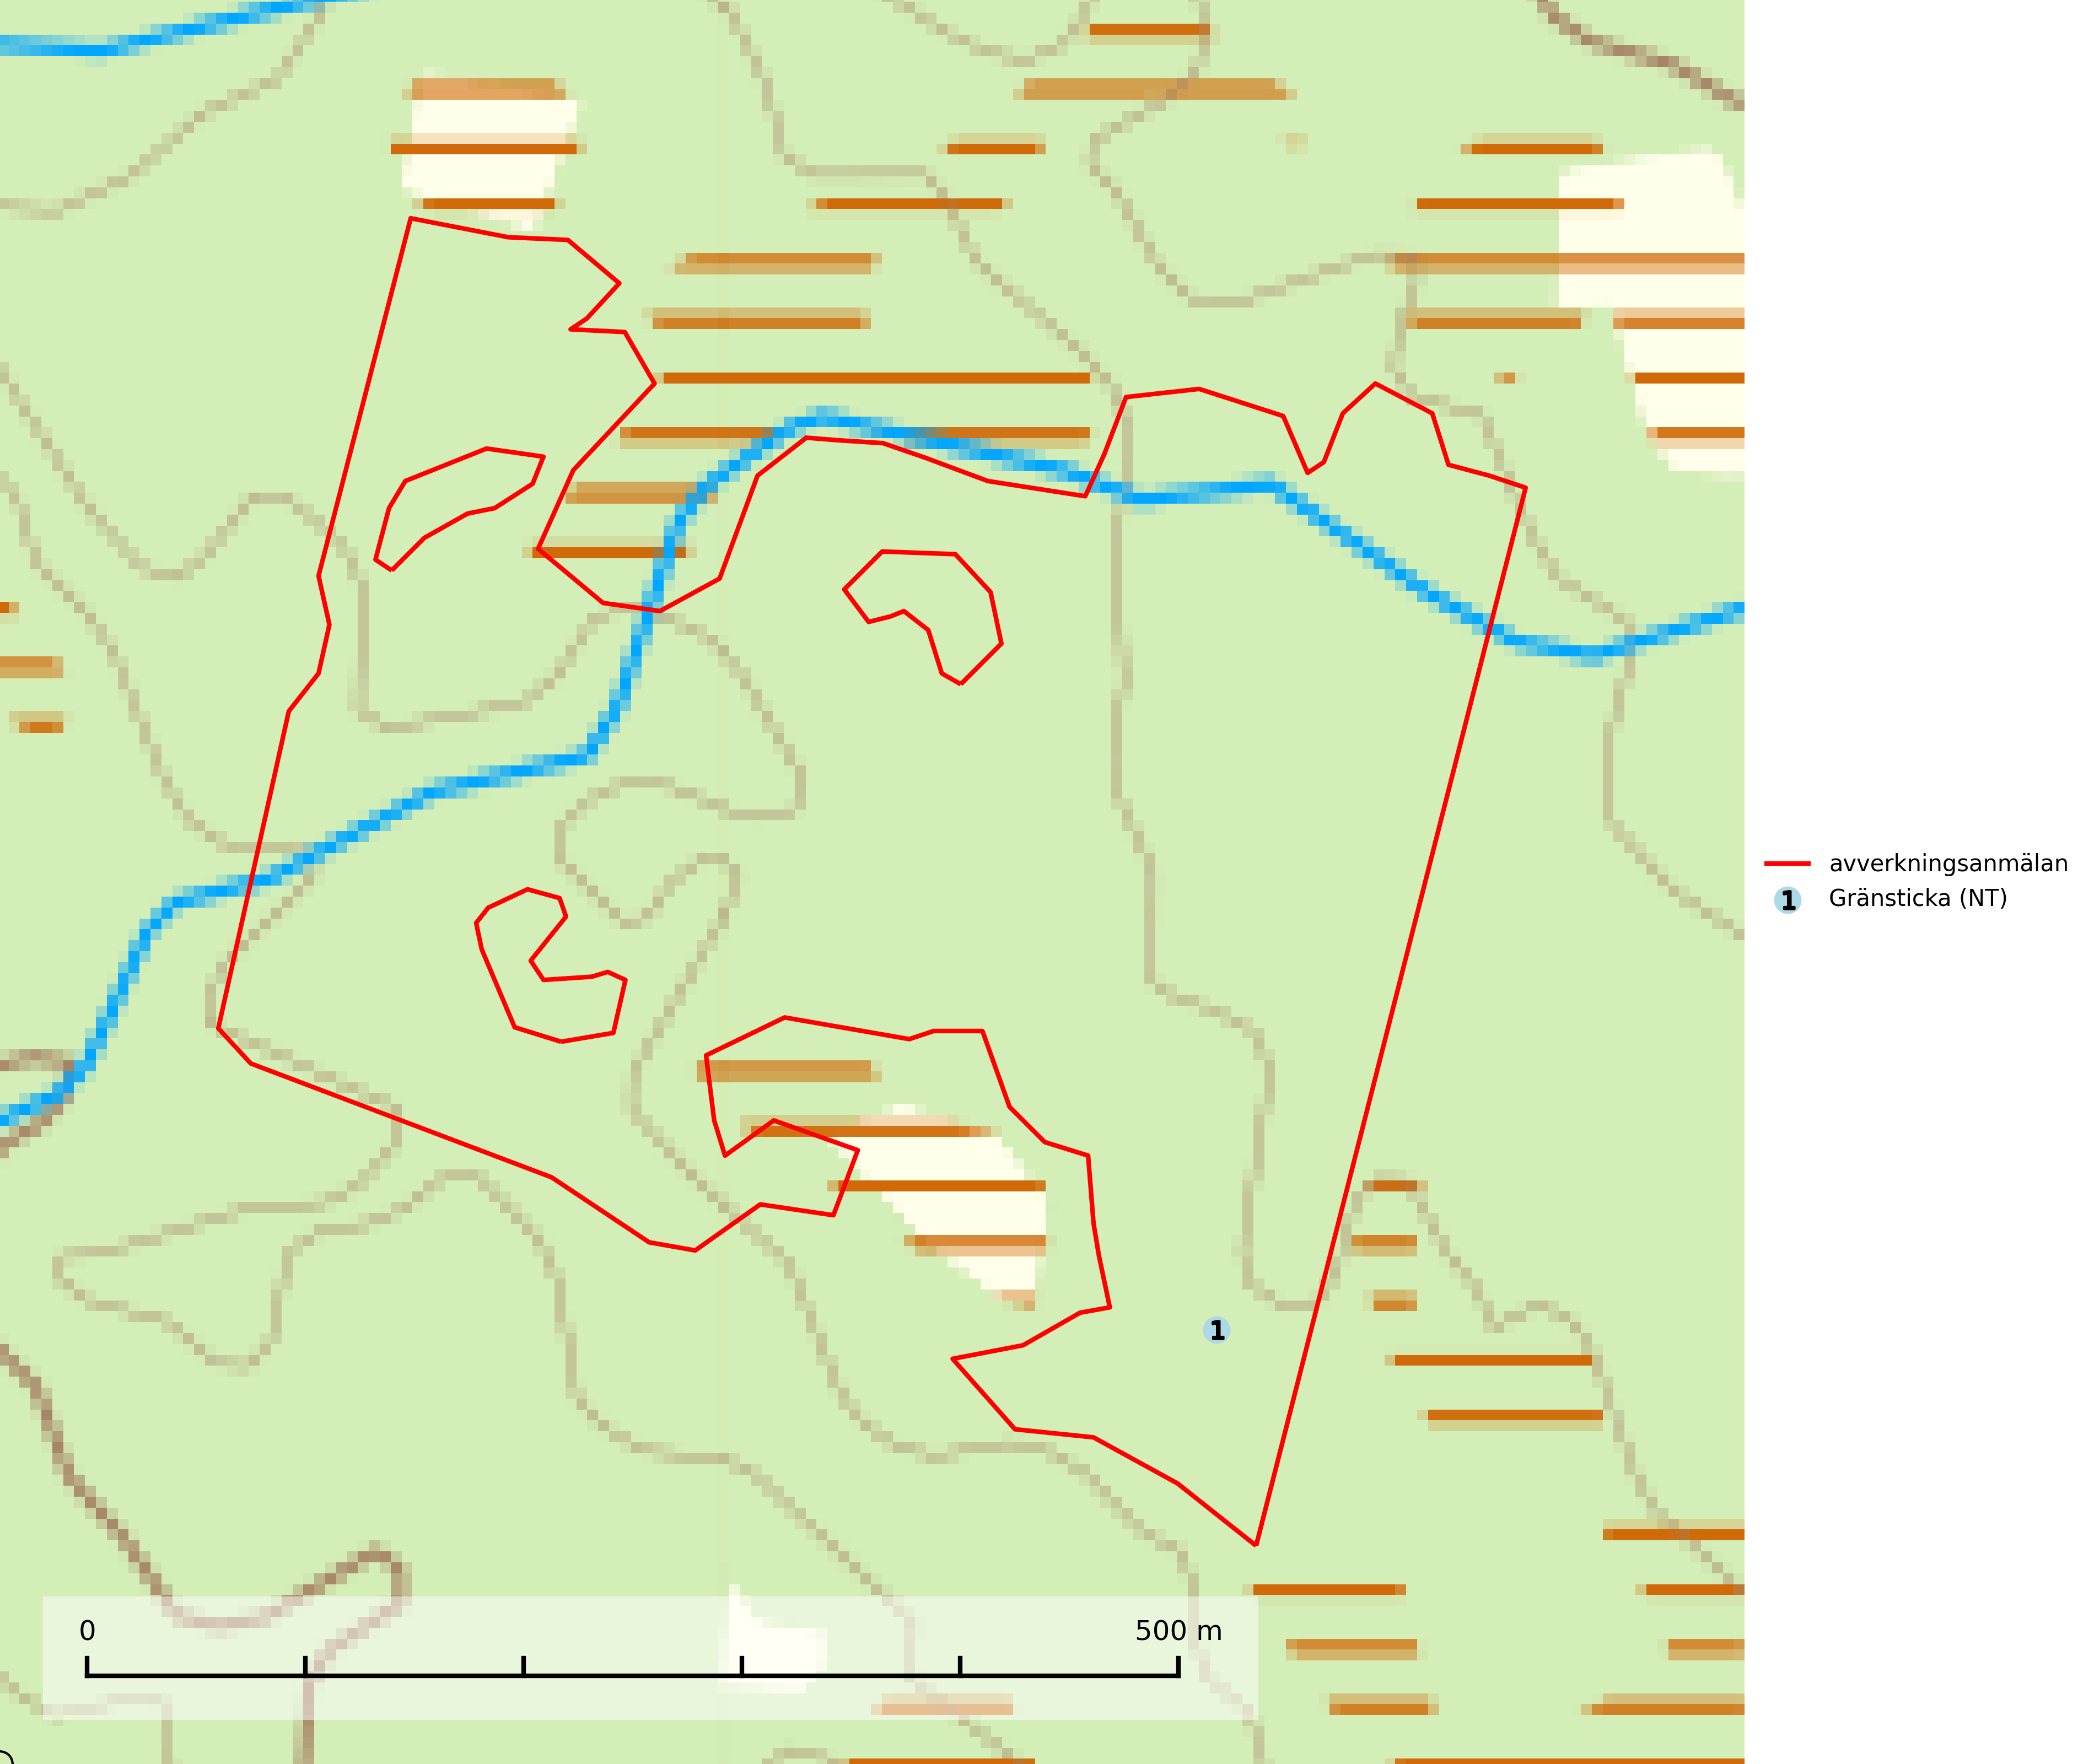 avverkningsanmälan
1 Gränsticka (NT)
1
0 500 m